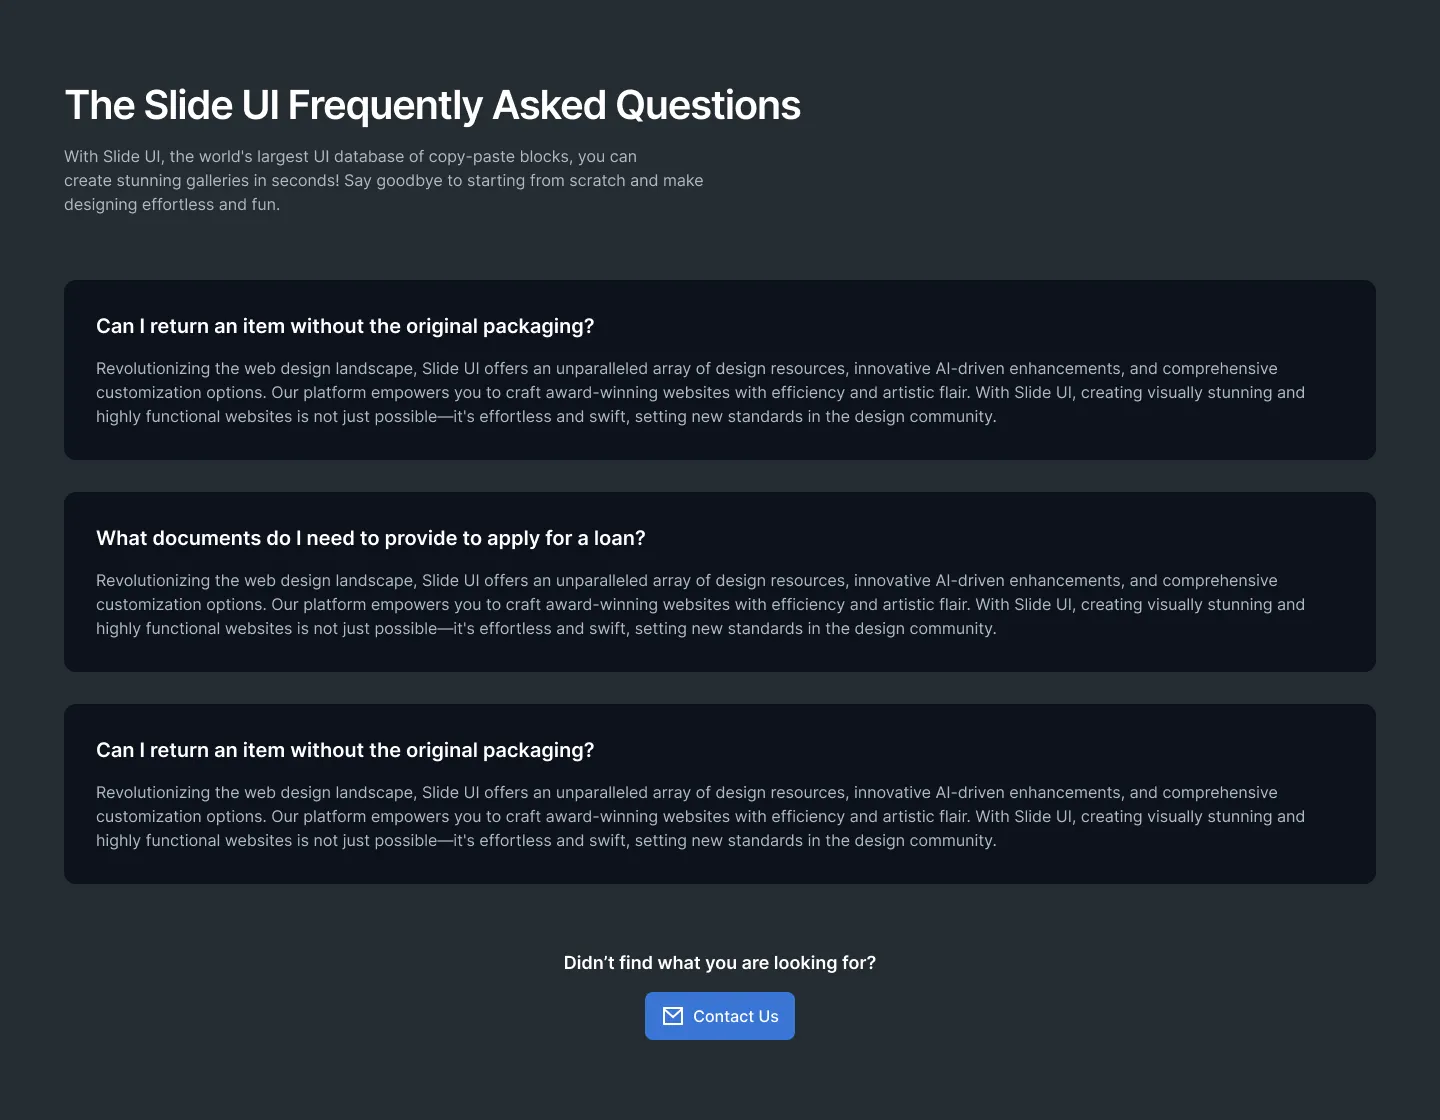 The Slide UI Frequently Asked Questions
With Slide UI, the world's largest UI database of copy-paste blocks, you can
create stunning galleries in seconds! Say goodbye to starting from scratch and make
designing effortless and fun.
Can I return an item without the original packaging?
Revolutionizing the web design landscape, Slide UI offers an unparalleled array of design resources, innovative AI-driven enhancements, and comprehensive
customization options. Our platform empowers you to craft award-winning websites with efficiency and artistic flair. With Slide UI, creating visually stunning and
highly functional websites is not just possible—it's effortless and swift, setting new standards in the design community.
What documents do I need to provide to apply for a loan?
Revolutionizing the web design landscape, Slide UI offers an unparalleled array of design resources, innovative AI-driven enhancements, and comprehensive
customization options. Our platform empowers you to craft award-winning websites with efficiency and artistic flair. With Slide UI, creating visually stunning and
highly functional websites is not just possible—it's effortless and swift, setting new standards in the design community.
Can I return an item without the original packaging?
Revolutionizing the web design landscape, Slide UI offers an unparalleled array of design resources, innovative AI-driven enhancements, and comprehensive
customization options. Our platform empowers you to craft award-winning websites with efficiency and artistic flair. With Slide UI, creating visually stunning and
highly functional websites is not just possible—it's effortless and swift, setting new standards in the design community.
Didn’t find what you are looking for?
Contact Us